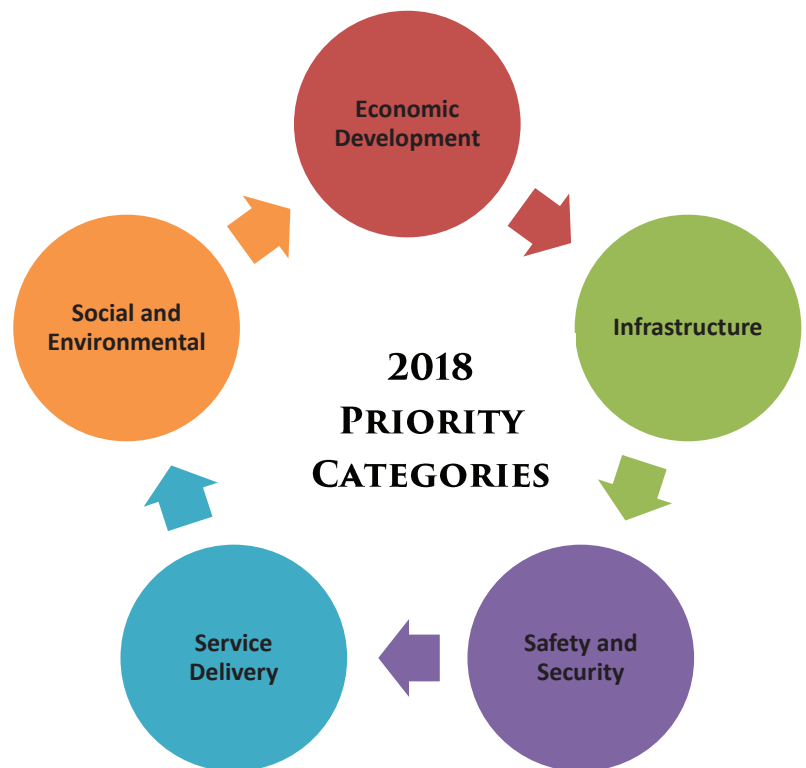 Economic
Development
Infrastructure
Safety and
Security
Service
Delivery
Social and
Environmental
2018
PRIORITY
CATEGORIES